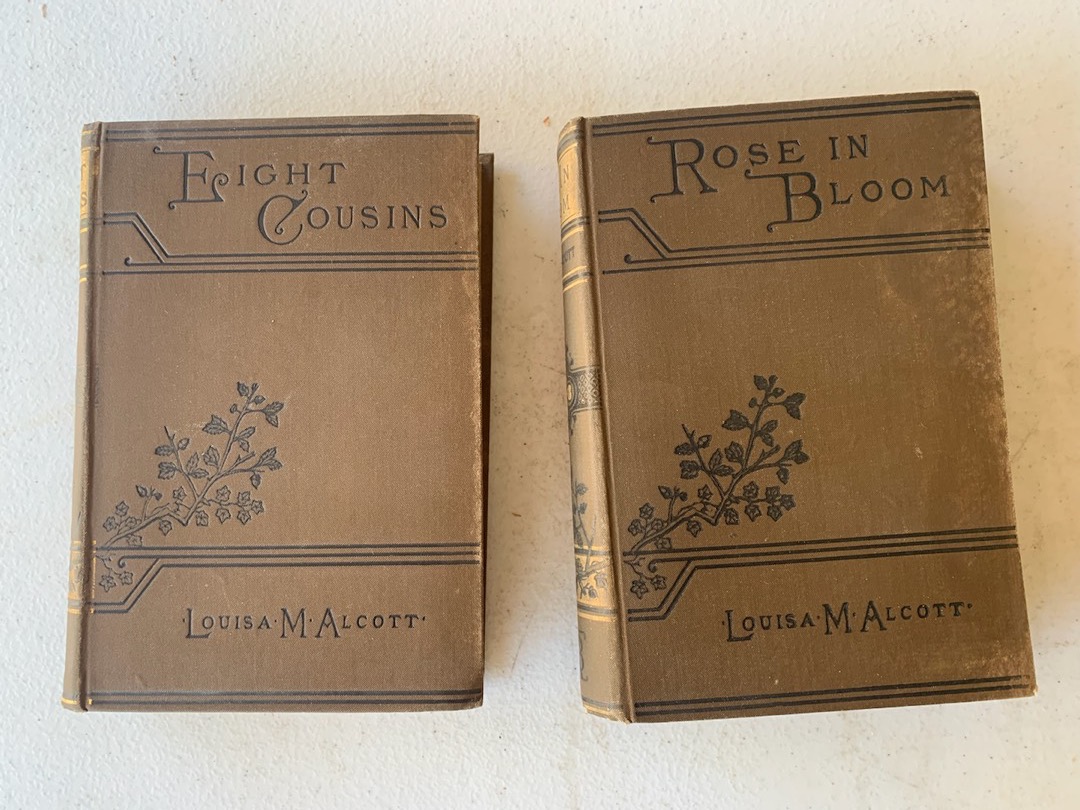 EIGHT
COUSINS
·LOUISA·M·ALCOTT·
ROSE IN
BLOOM
·LOUISA·M·ALCOTT·